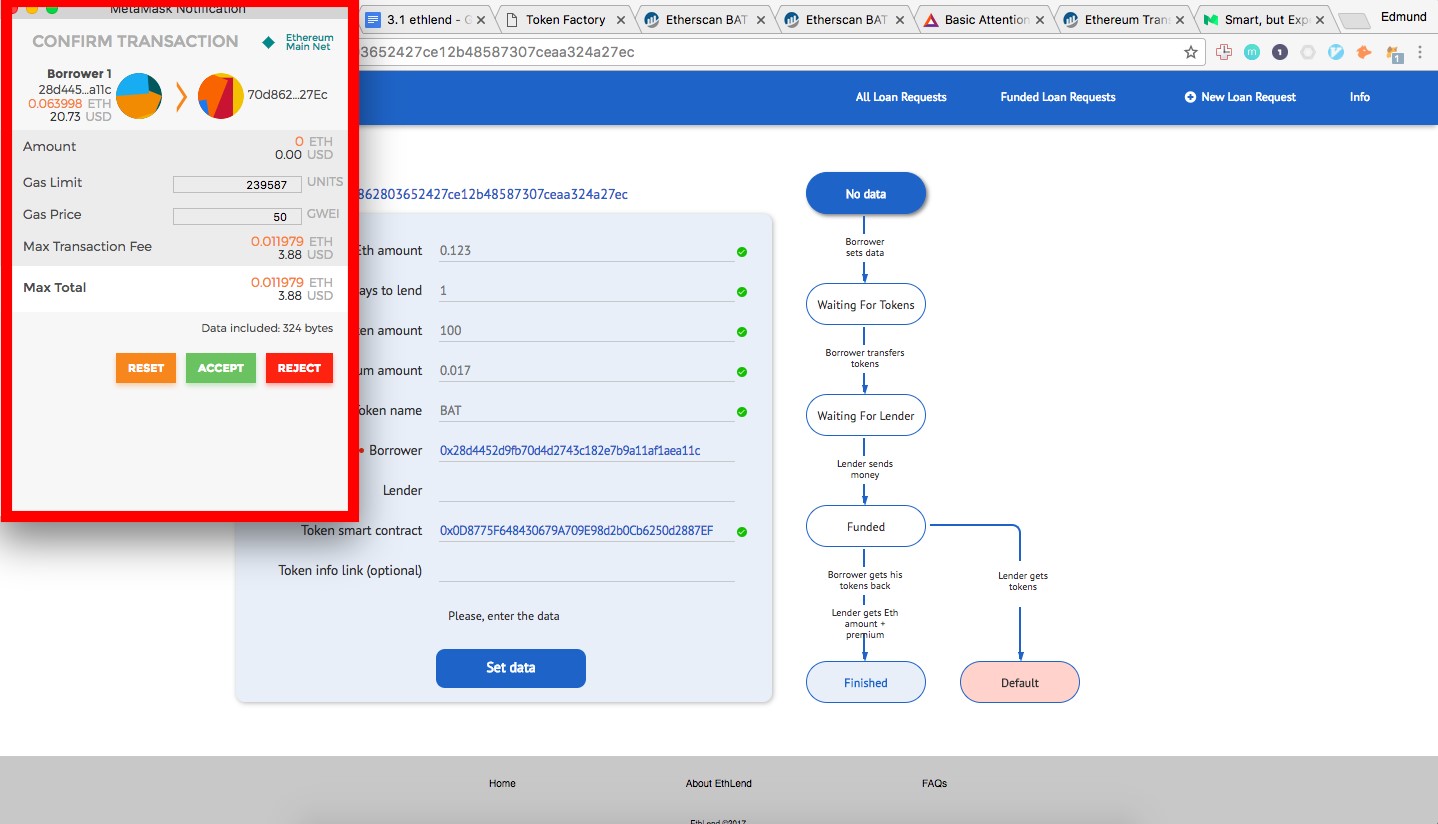 MetaMask Notification
CONFIRM TRANSACTION
Ethereum
Main Net
Borrower 1
28d445...a11c
0.063998 ETH
20.73 USD
70d862...27Ec
Amount
0 ETH
0.00 USD
Gas Limit
239587 UNITS
Gas Price
50 GWEI
Max Transaction Fee
0.011979 ETH
3.88 USD
Max Total
0.011979 ETH
3.88 USD
Data included: 324 bytes
RESET ACCEPT REJECT
3.1 ethlend - G
Token Factory
Etherscan BAT
Etherscan BAT
Basic Attention
Ethereum Tran
Smart, but Exp
Edmund
3652427ce12b48587307ceaa324a27ec
m
1
1
All Loan Requests
Funded Loan Requests
New Loan Request
Info
862803652427ce12b48587307ceaa324a27ec
Eth amount 0.123
ays to lend 1
en amount 100
um amount 0.017
oken name BAT
Borrower 0x28d4452d9fb70d4d2743c182e7b9a11af1aea11c
Lender
Token smart contract 0x0D8775F648430679A709E98d2b0Cb6250d2887EF
Token info link (optional)
Please, enter the data
Set data
No data
Borrower
sets data
Waiting For Tokens
Borrower transfers
tokens
Waiting For Lender
Lender sends
money
Funded
Borrower gets his
tokens back
Lender gets Eth
amount +
premium
Finished
Lender gets
tokens
Default
Home
About EthLend
FAQs
EthLend ©2017